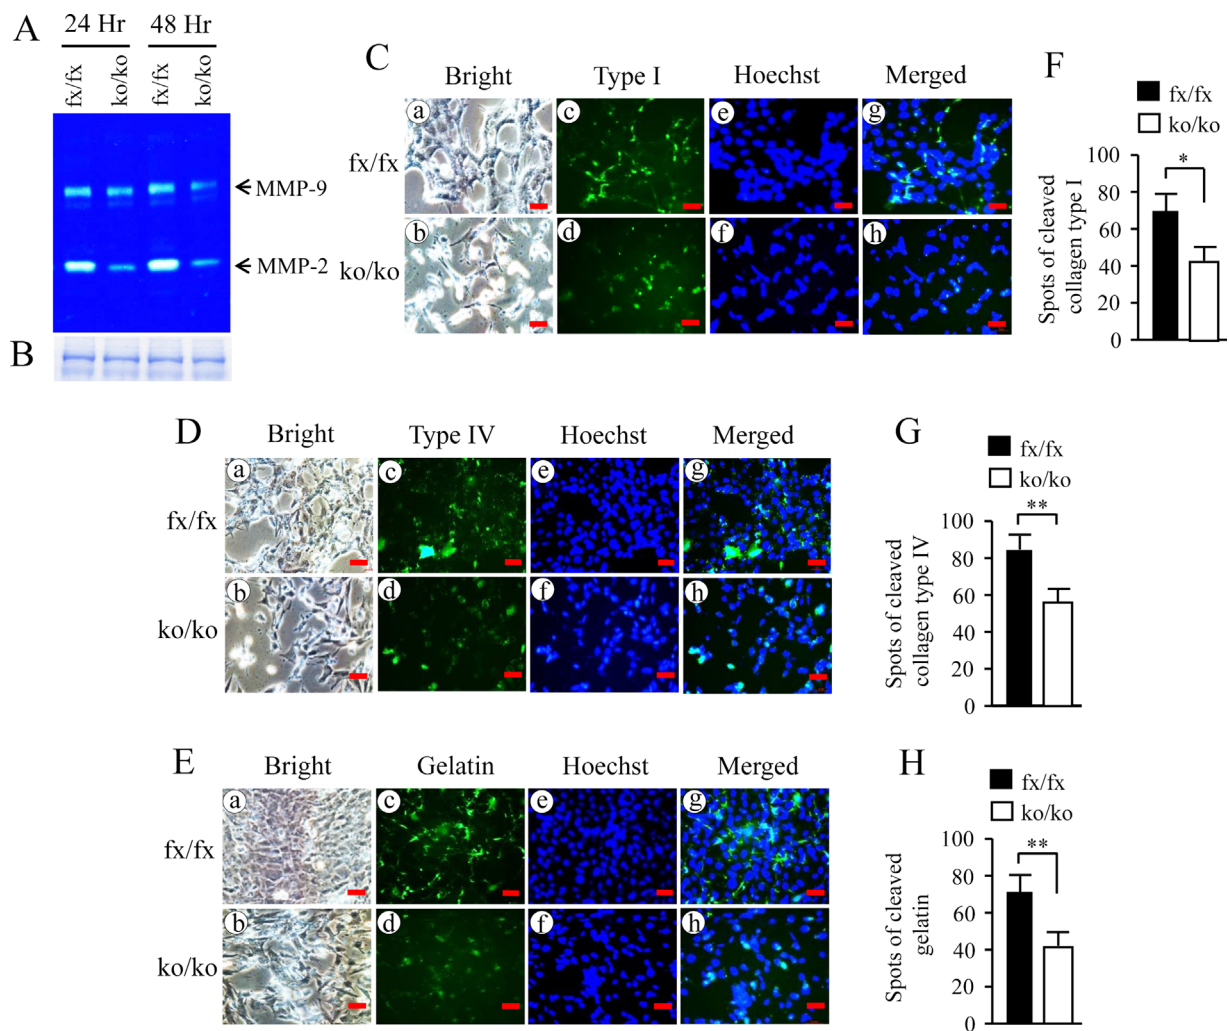 A
24 Hr 48 Hr
fx/fx ko/ko fx/fx ko/ko
MMP-9
MMP-2
B
C
Bright Type I Hoechst Merged
fx/fx
a c e g
ko/ko
b d f h
F
fx/fx
ko/ko
*
100
80
60
40
20
0
Spots of cleaved
collagen type I
D
Bright Type IV Hoechst Merged
fx/fx
a c e g
ko/ko
b d f h
G
fx/fx
ko/ko
**
100
80
60
40
20
0
Spots of cleaved
collagen type IV
E
Bright Gelatin Hoechst Merged
fx/fx
a c e g
ko/ko
b d f h
H
fx/fx
ko/ko
**
100
80
60
40
20
0
Spots of cleaved
gelatin